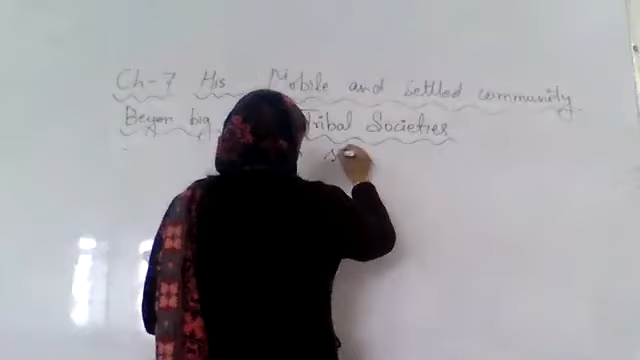 Ch-7 His Mobile and settled community
Beyon big Tribal Societies